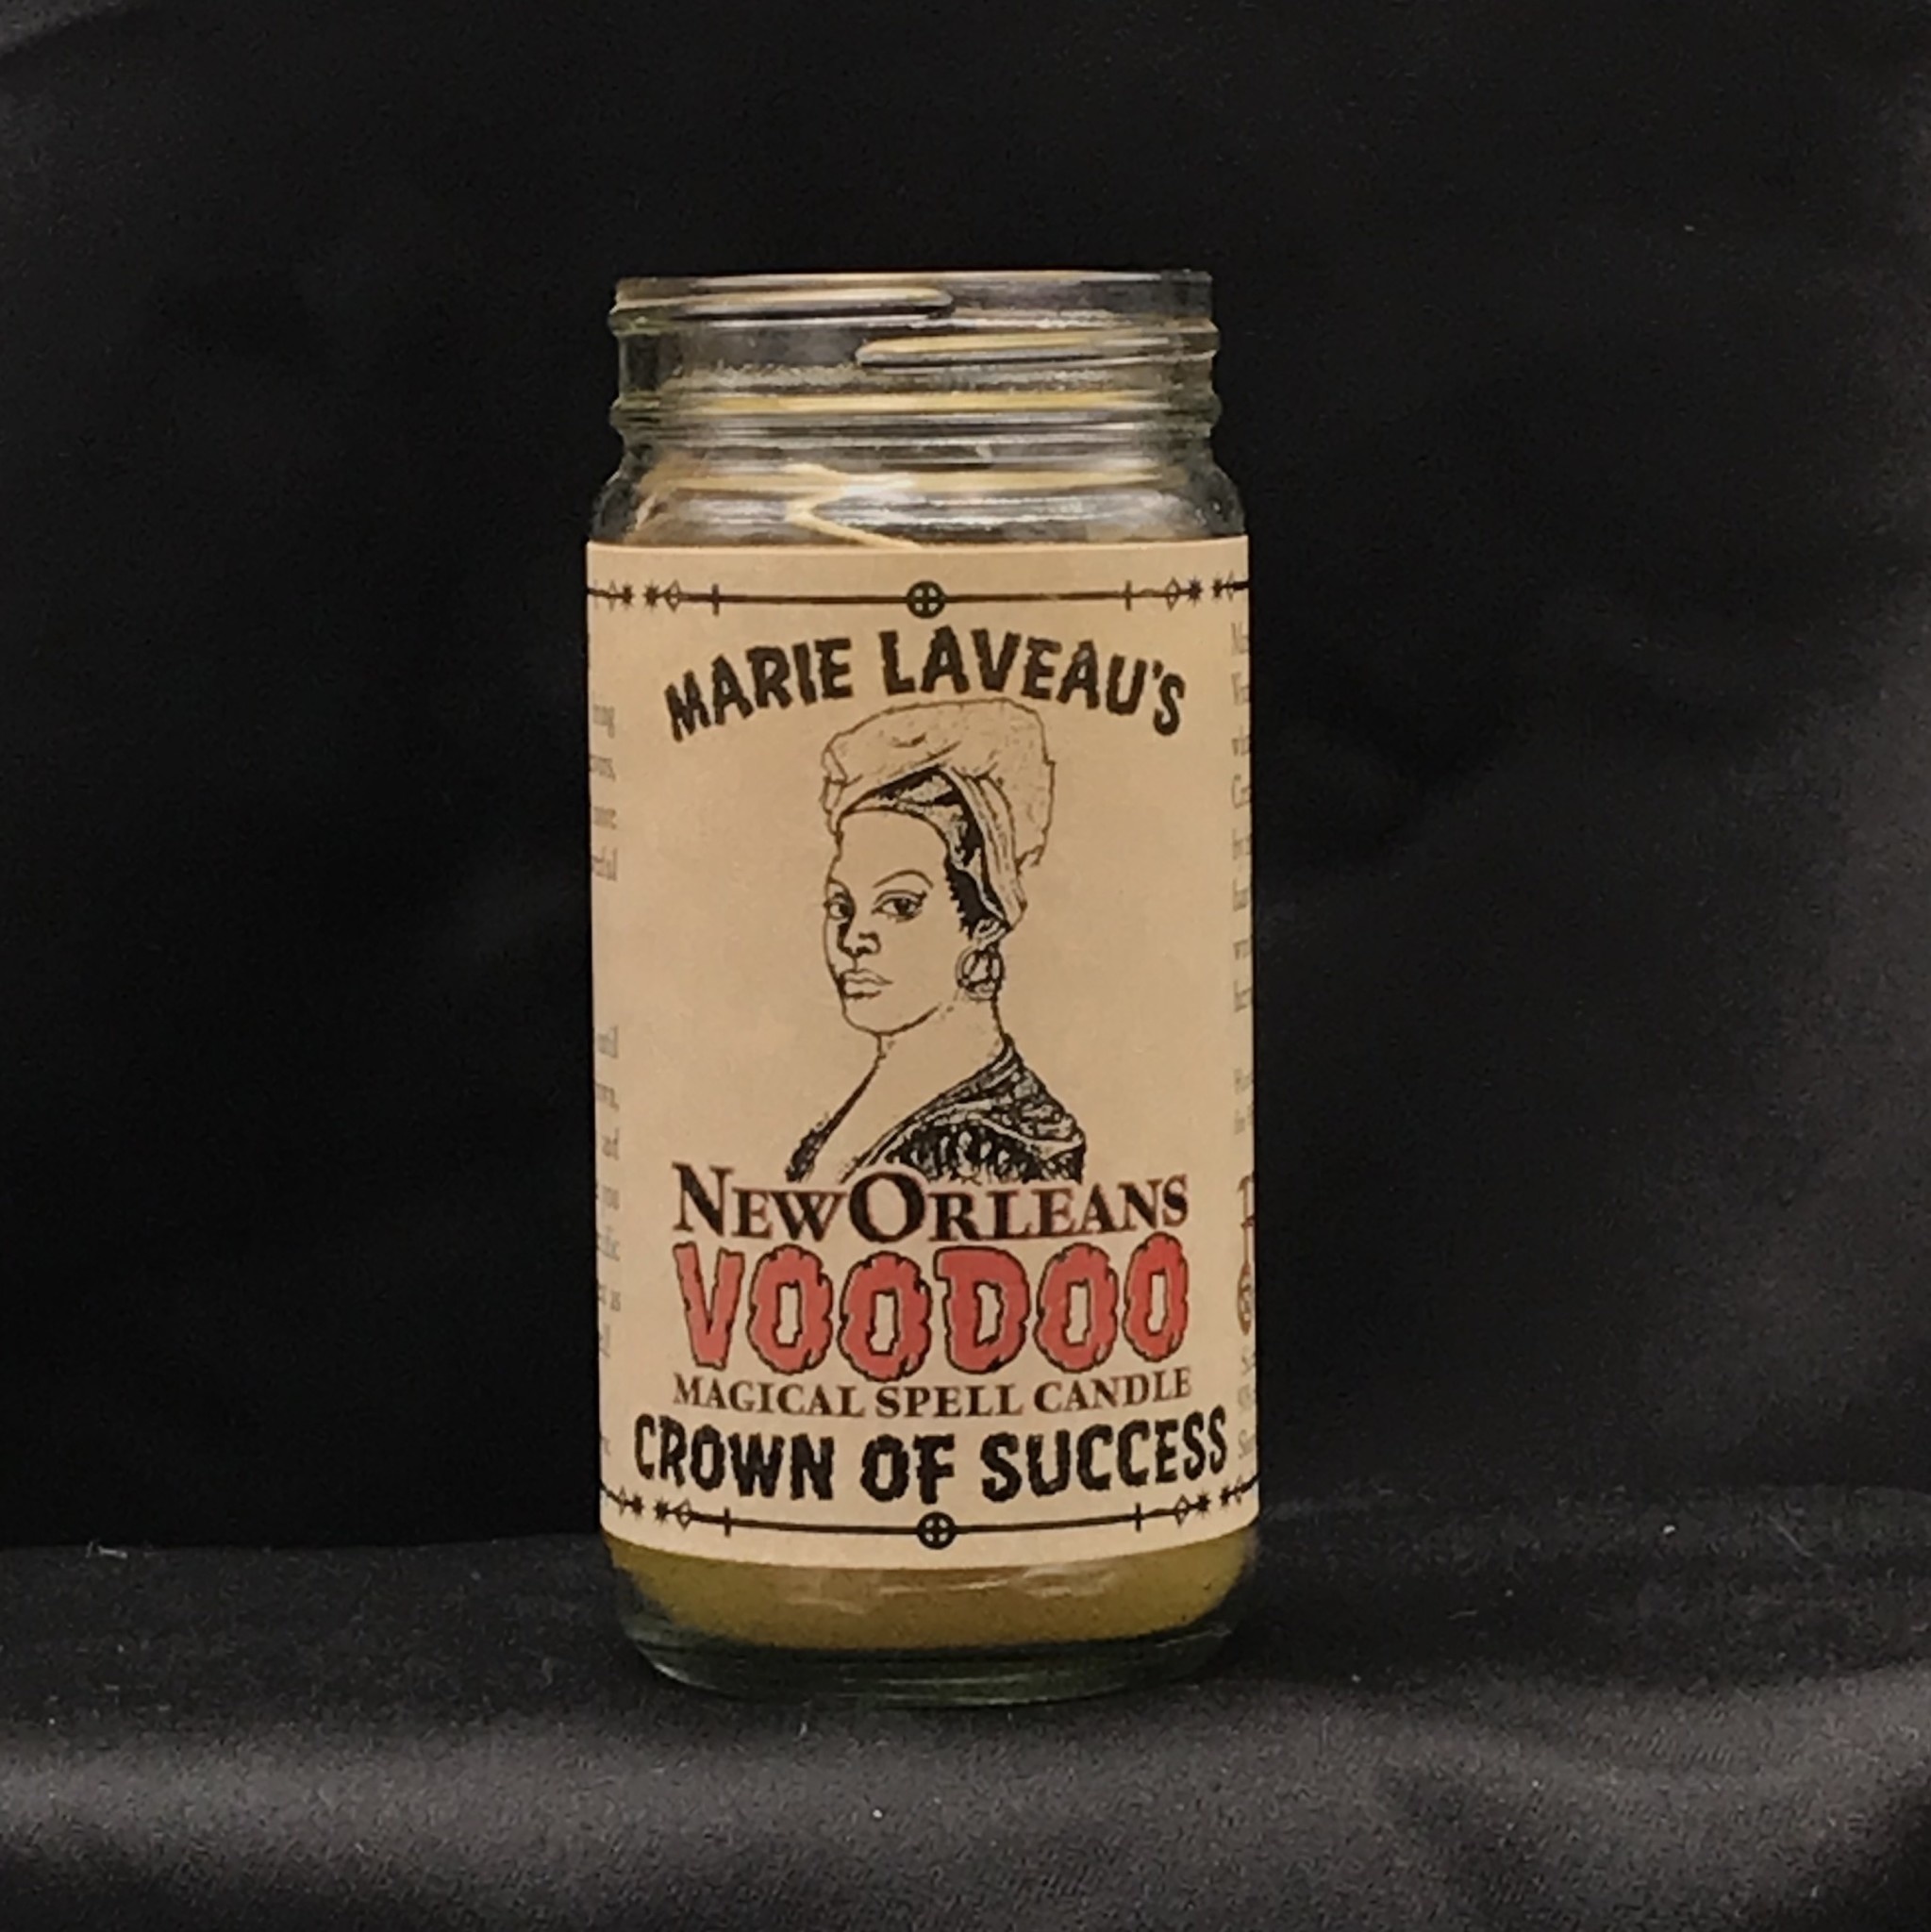 MARIE LAVEAU'S
NEW ORLEANS
VOODOO
MAGICAL SPELL CANDLE
CROWN OF SUCCESS